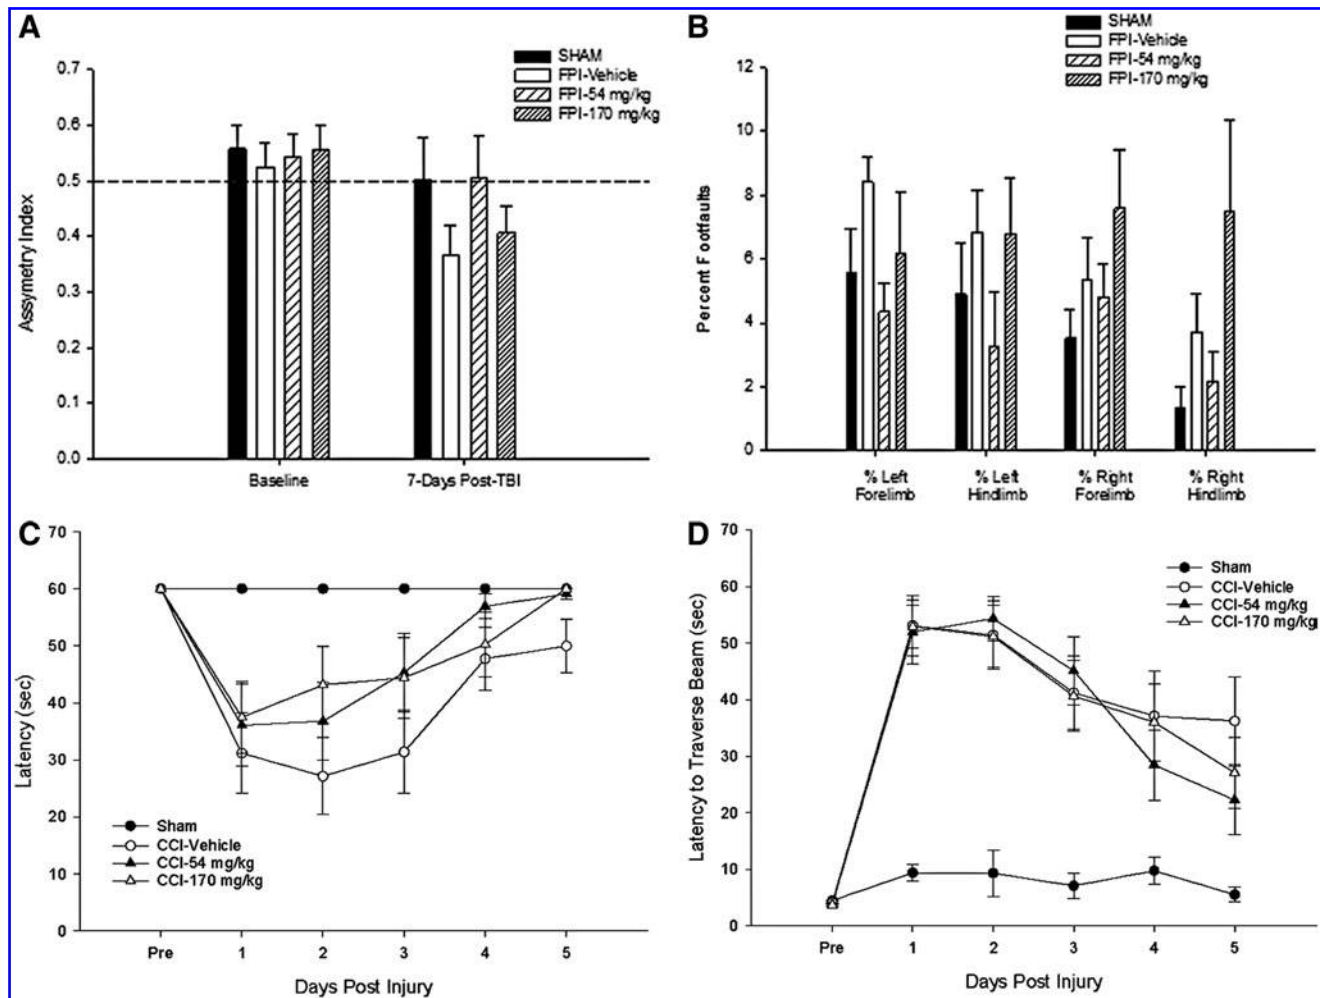 A
SHAM
FPI-Vehicle
FPI-54 mg/kg
FPI-170 mg/kg
0.7
0.6
0.5
0.4
0.3
0.2
0.1
0.0
Assymetry Index
Baseline
7-Days Post-TBI
B
SHAM
FPI-Vehicle
FPI-54 mg/kg
FPI-170 mg/kg
12
10
8
6
4
2
0
Percent Footfaults
% Left
Forelimb
% Left
Hindlimb
% Right
Forelimb
% Right
Hindlimb
C
70
60
50
40
30
20
10
0
Latency (sec)
Sham
CCI-Vehicle
CCI-54 mg/kg
CCI-170 mg/kg
Pre
1
2
3
4
5
Days Post Injury
D
70
60
50
40
30
20
10
0
Latency to Traverse Beam (sec)
Sham
CCI-Vehicle
CCI-54 mg/kg
CCI-170 mg/kg
Pre
1
2
3
4
5
Days Post Injury